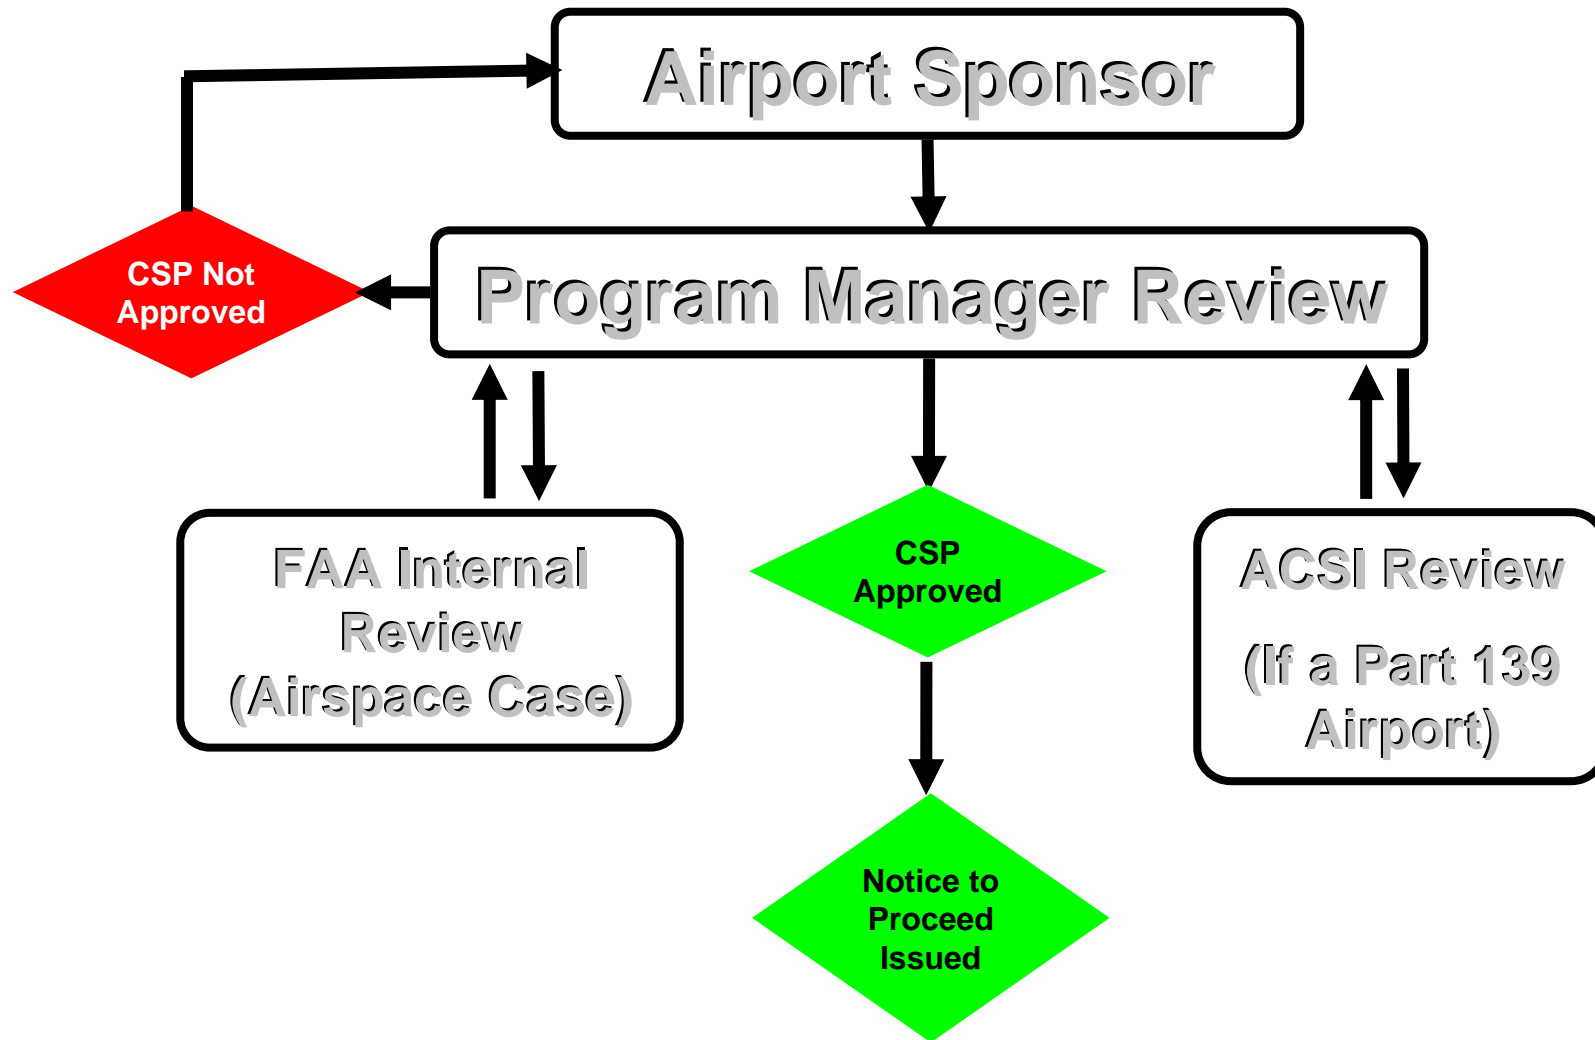 Airport Sponsor
CSP Not
Approved
Program Manager Review
FAA Internal
Review
(Airspace Case)
CSP
Approved
ACSI Review
(If a Part 139
Airport)
Notice to
Proceed
Issued